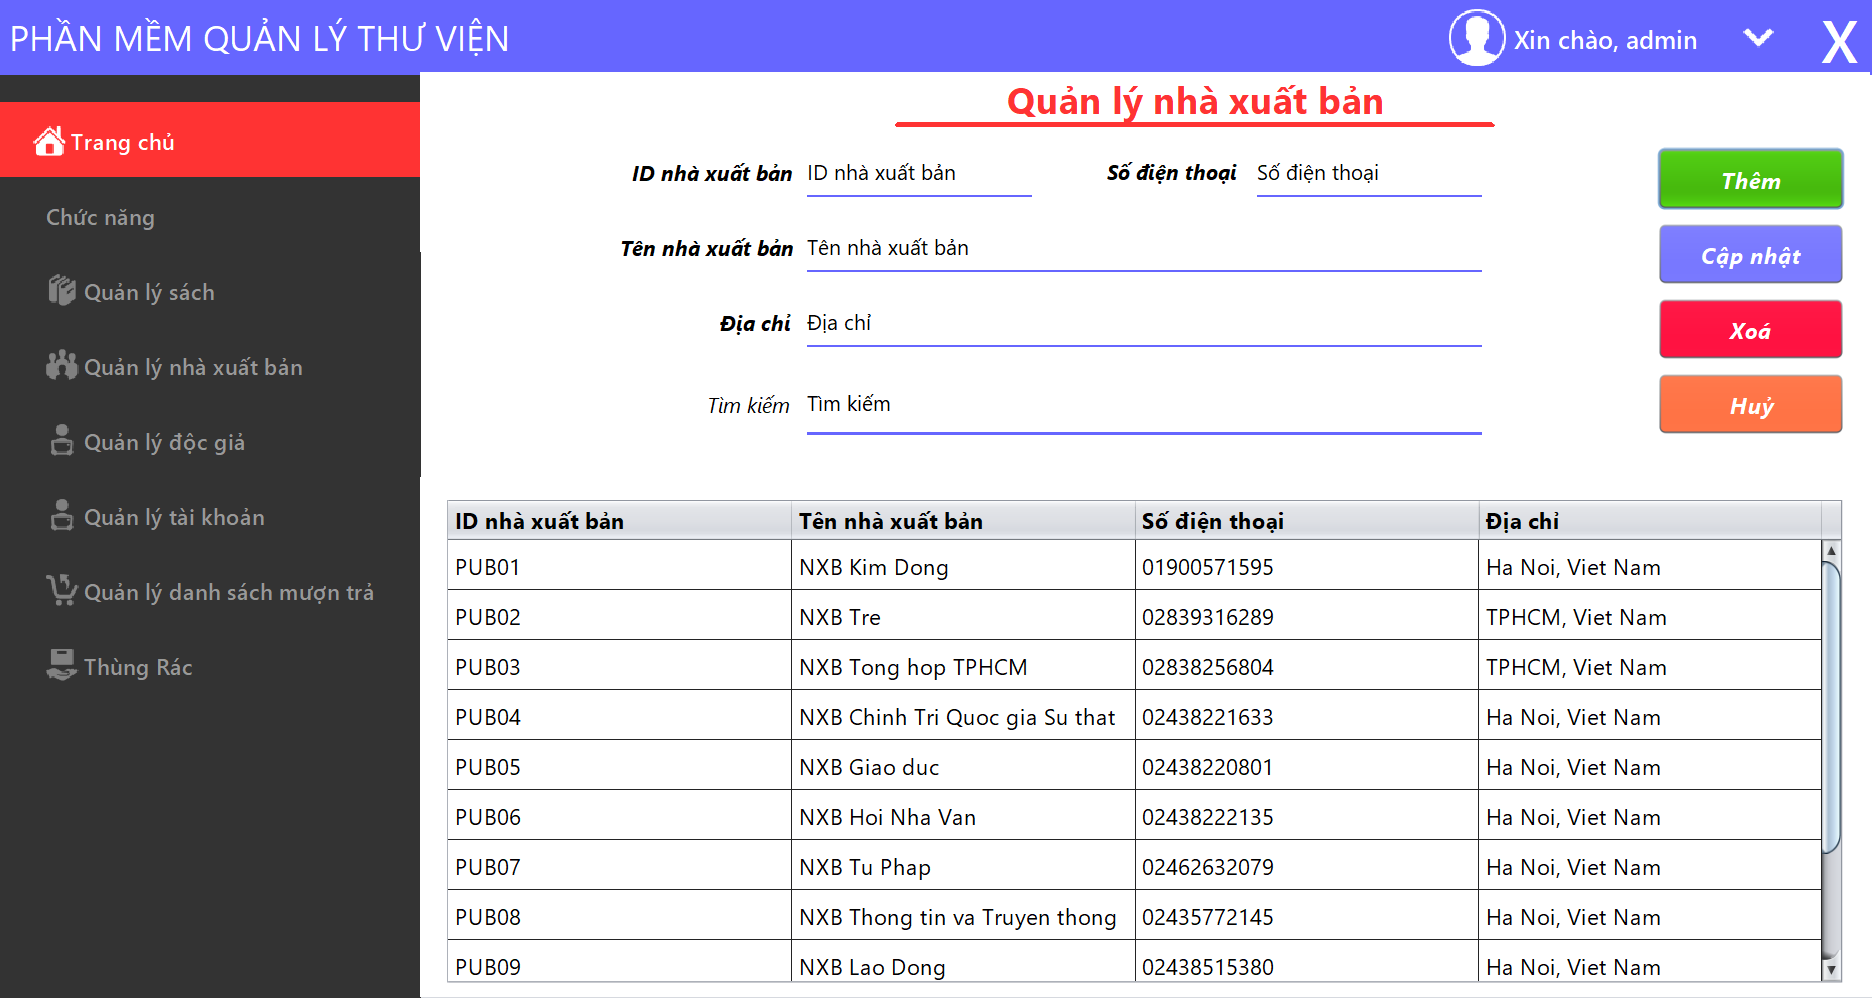 PHẦN MỀM QUẢN LÝ THƯ VIỆN
Xin chào, admin
X
Trang chủ
Chức năng
Quản lý sách
Quản lý nhà xuất bản
Quản lý độc giả
Quản lý tài khoản
Quản lý danh sách mượn trả
Thùng Rác
Quản lý nhà xuất bản
ID nhà xuất bản ID nhà xuất bản Số điện thoại Số điện thoại
Tên nhà xuất bản Tên nhà xuất bản
Địa chỉ Địa chỉ
Tìm kiếm Tìm kiếm
Thêm
Cập nhật
Xoá
Huỷ
ID nhà xuất bản Tên nhà xuất bản Số điện thoại Địa chỉ
PUB01 NXB Kim Dong 01900571595 Ha Noi, Viet Nam
PUB02 NXB Tre 02839316289 TPHCM, Viet Nam
PUB03 NXB Tong hop TPHCM 02838256804 TPHCM, Viet Nam
PUB04 NXB Chinh Tri Quoc gia Su that 02438221633 Ha Noi, Viet Nam
PUB05 NXB Giao duc 02438220801 Ha Noi, Viet Nam
PUB06 NXB Hoi Nha Van 02438222135 Ha Noi, Viet Nam
PUB07 NXB Tu Phap 02462632079 Ha Noi, Viet Nam
PUB08 NXB Thong tin va Truyen thong 02435772145 Ha Noi, Viet Nam
PUB09 NXB Lao Dong 02438515380 Ha Noi, Viet Nam